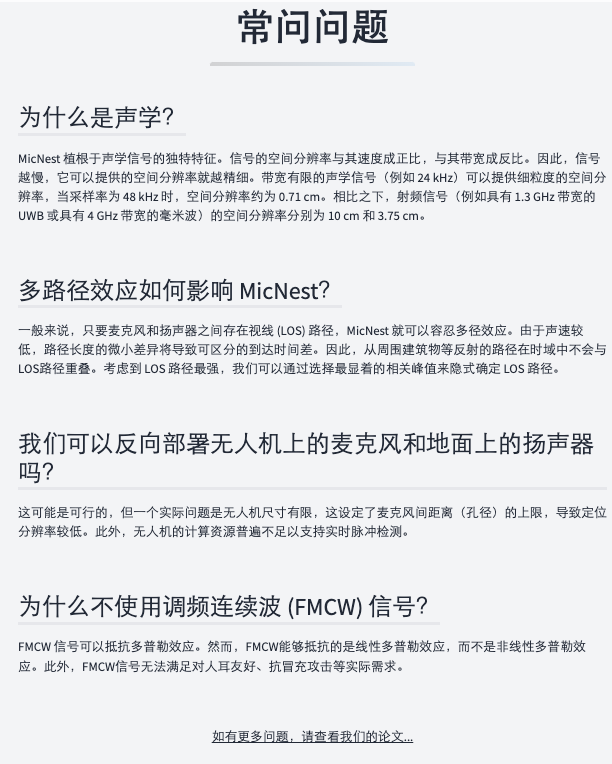 常问问题
为什么是声学？
MicNest 植根于声学信号的独特特征。信号的空间分辨率与其速度成正比，与其带宽成反比。因此，信号
越慢，它可以提供的空间分辨率就越精细。带宽有限的声学信号（例如 24 kHz）可以提供细粒度的空间分
辨率，当采样率为 48 kHz 时，空间分辨率约为 0.71 cm。相比之下，射频信号（例如具有 1.3 GHz 带宽的
UWB 或具有 4 GHz 带宽的毫米波）的空间分辨率分别为 10 cm 和 3.75 cm。
多路径效应如何影响 MicNest？
一般来说，只要麦克风和扬声器之间存在视线 (LOS) 路径，MicNest 就可以容忍多径效应。由于声速较
低，路径长度的微小差异将导致可区分的到达时间差。因此，从周围建筑物等反射的路径在时域中不会与
LOS路径重叠。考虑到 LOS 路径最强，我们可以通过选择最显着的相关峰值来隐式确定 LOS 路径。
我们可以反向部署无人机上的麦克风和地面上的扬声器
吗？
这可能是可行的，但一个实际问题是无人机尺寸有限，这设定了麦克风间距离（孔径）的上限，导致定位
分辨率较低。此外，无人机的计算资源普遍不足以支持实时脉冲检测。
为什么不使用调频连续波 (FMCW) 信号？
FMCW 信号可以抵抗多普勒效应。然而，FMCW能够抵抗的是线性多普勒效应，而不是非线性多普勒效
应。此外，FMCW信号无法满足对人耳友好、抗冒充攻击等实际需求。
如有更多问题，请查看我们的论文...